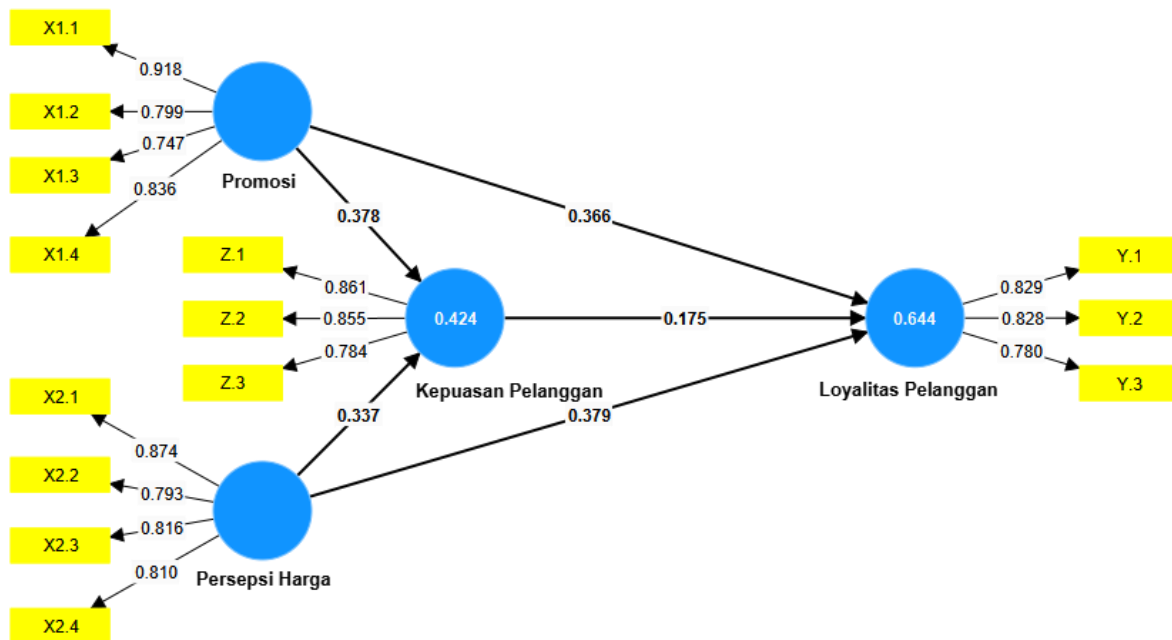 X1.1
0.918
X1.2
0.799
X1.3
0.747
X1.4
0.836
Promosi
0.378
0.366
Z.1
0.861
Z.2
0.855
Z.3
0.784
0.424
Kepuasan Pelanggan
0.175
0.644
Loyalitas Pelanggan
Y.1
0.829
Y.2
0.828
Y.3
0.780
X2.1
0.874
X2.2
0.793
X2.3
0.816
X2.4
0.810
Persepsi Harga
0.337
0.379